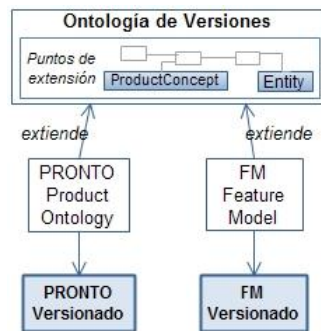 Ontología de Versiones
Puntos de
extensión
ProductConcept
Entity
extiende
extiende
PRONTO
Product
Ontology
FM
Feature
Model
PRONTO
Versionado
FM
Versionado